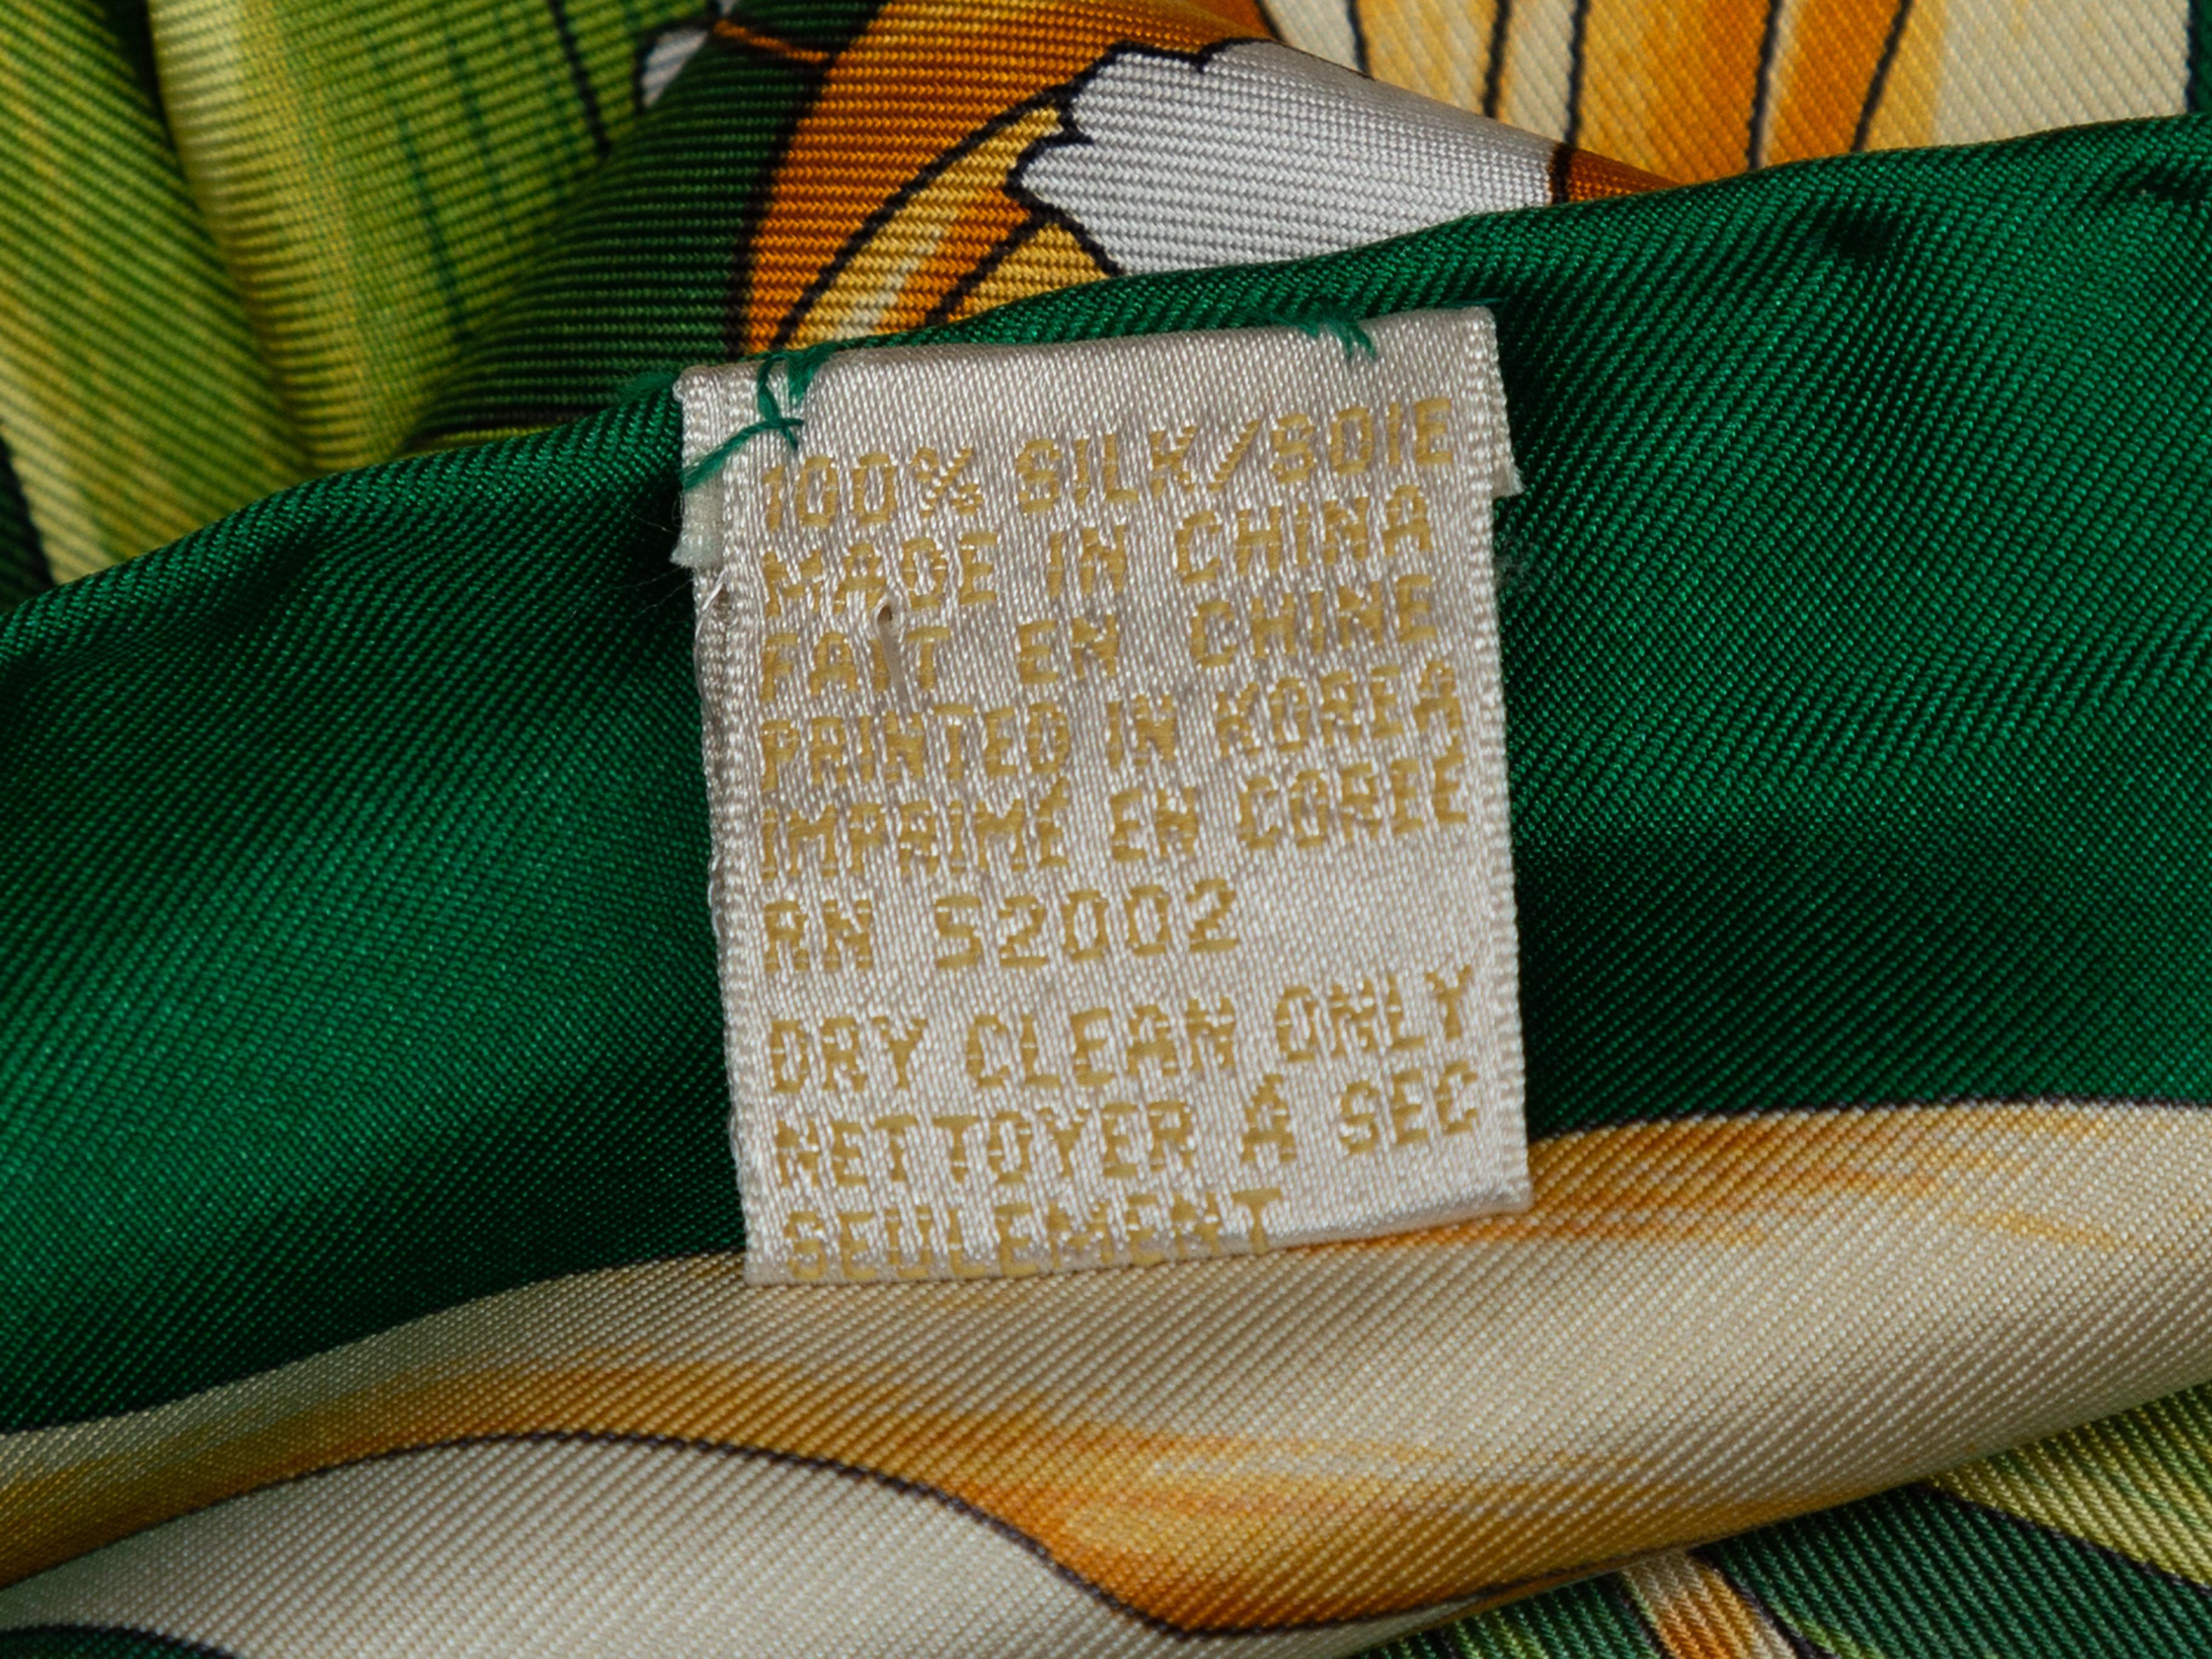 100% SILK/SOIE
MADE IN CHINA
FAIT EN CHINE
PRINTED IN KOREA
IMPRIMÉ EN CORÉE
RN 52002
DRY CLEAN ONLY
NETTOYER À SEC
SEULEMENT